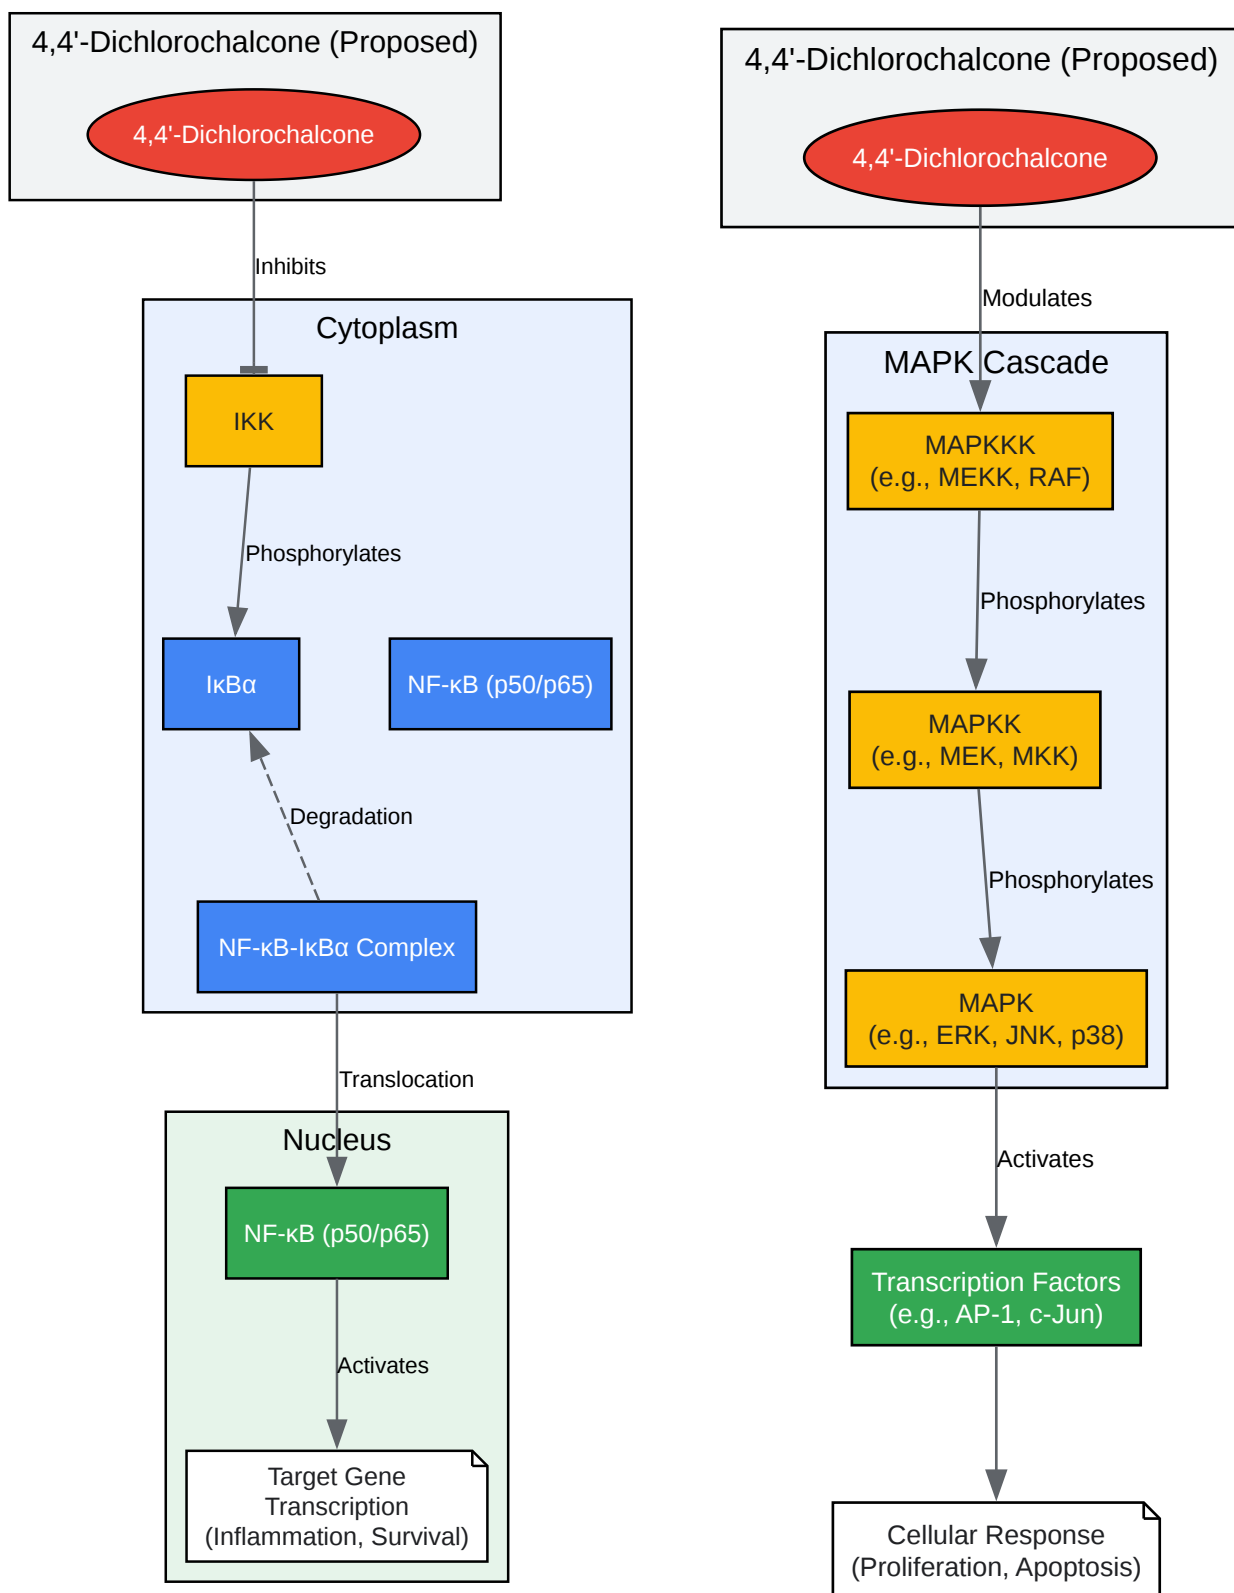 4,4'-Dichlorochalcone (Proposed)
4,4'-Dichlorochalcone
Inhibits
Cytoplasm
IKK
Phosphorylates
IκBα
NF-κB (p50/p65)
Degradation
NF-κB-IκBα Complex
Translocation
Nucleus
NF-κB (p50/p65)
Activates
Target Gene
Transcription
(Inflammation, Survival)
4,4'-Dichlorochalcone (Proposed)
4,4'-Dichlorochalcone
Modulates
MAPK Cascade
MAPKKK
(e.g., MEKK, RAF)
Phosphorylates
MAPKK
(e.g., MEK, MKK)
Phosphorylates
MAPK
(e.g., ERK, JNK, p38)
Activates
Transcription Factors
(e.g., AP-1, c-Jun)
Cellular Response
(Proliferation, Apoptosis)